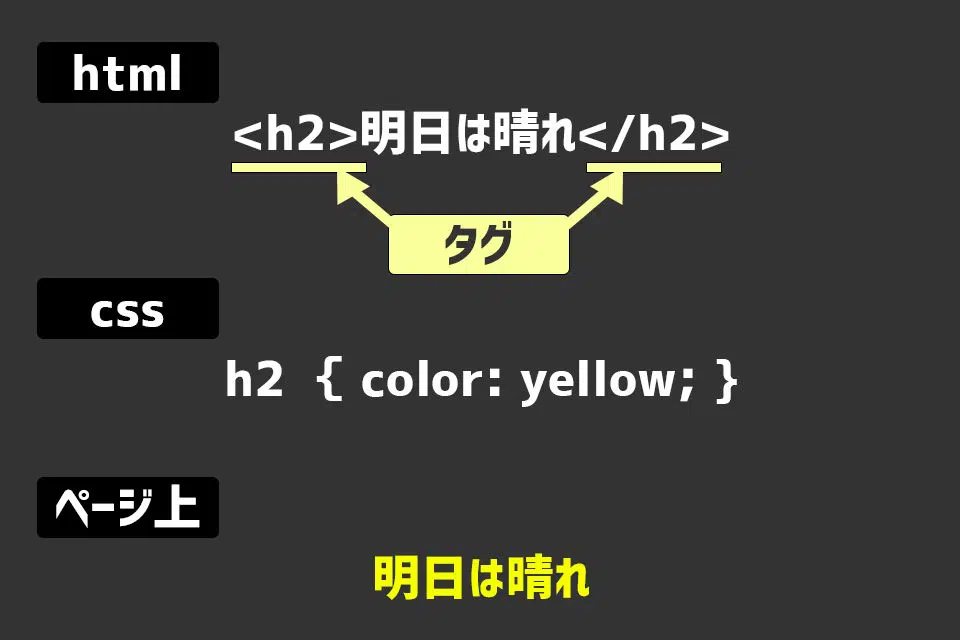 html
<h2>明日は晴れ</h2>
タグ
css
h2 { color: yellow; }
ページ上
明日は晴れ